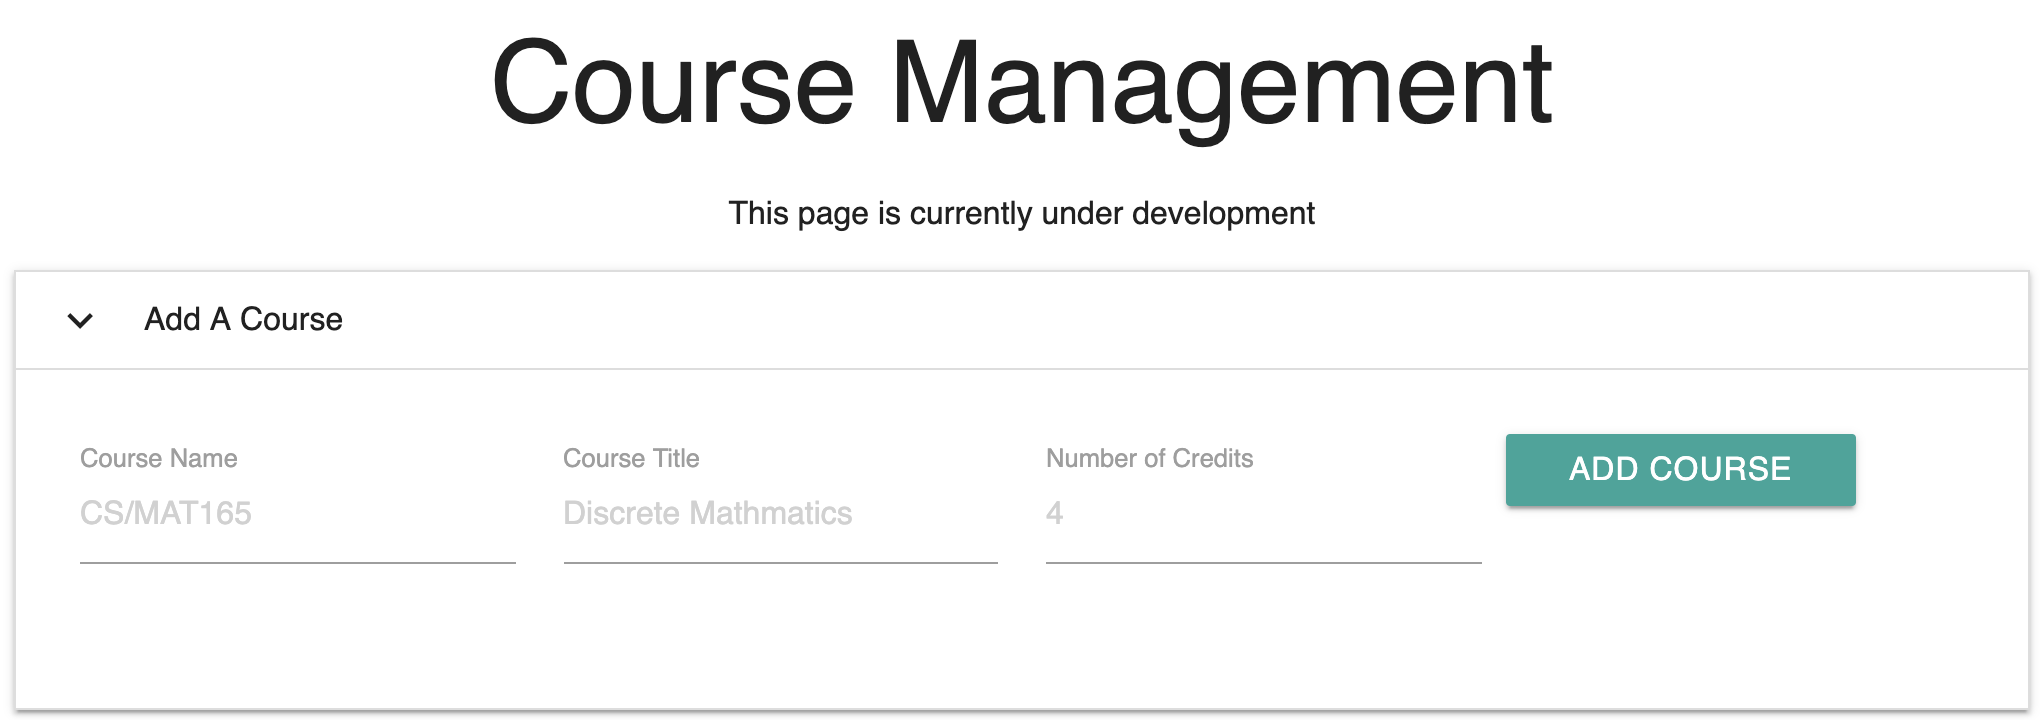 Course Management
This page is currently under development
Add A Course
Course Name
Course Title
Number of Credits
ADD COURSE
CS/MAT165
Discrete Mathmatics
4